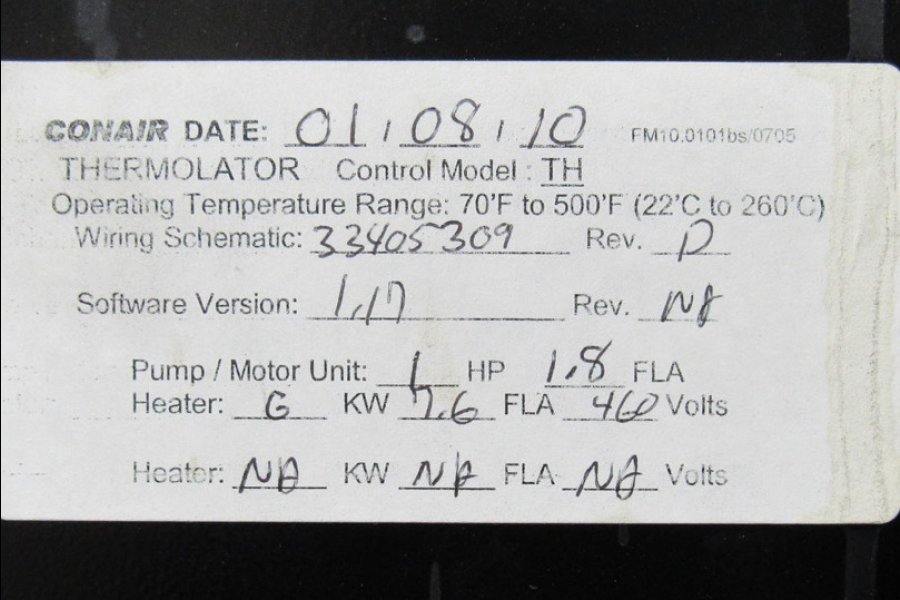 CONAIR DATE: 01 / 08 / 10 FM10.0101bs/0705
THERMOLATOR Control Model : TH
Operating Temperature Range: 70'F to 500'F (22'C to 260'C)
Wiring Schematic: 33405309 Rev. D
Software Version: 1.17 Rev. NA
Pump / Motor Unit: 1 HP 1.8 FLA
Heater: 6 KW 7.6 FLA 460 Volts
Heater: NA KW NA FLA NA Volts